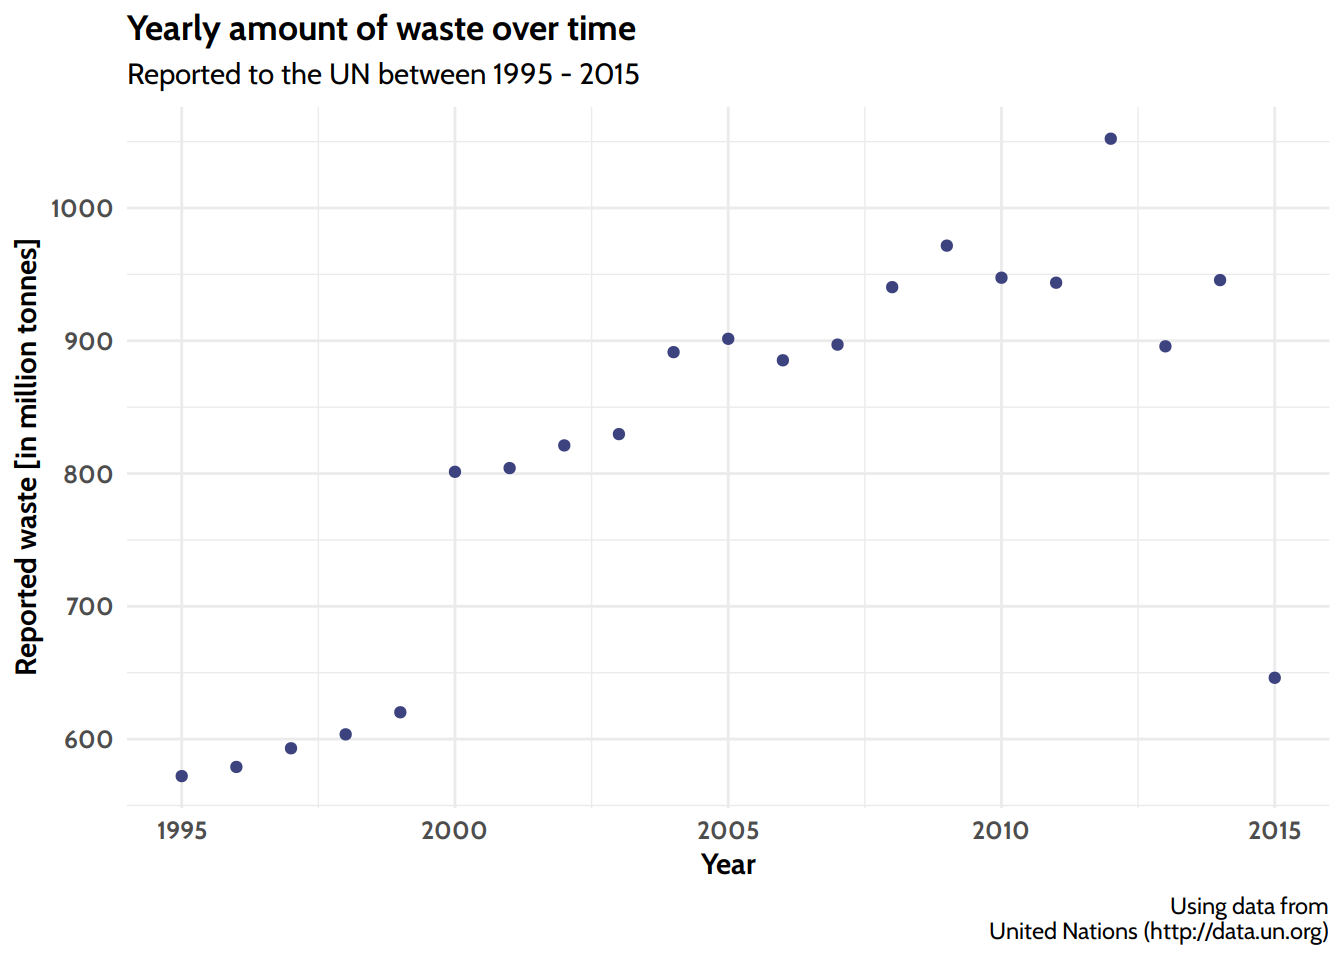 Yearly amount of waste over time
Reported to the UN between 1995 - 2015
Reported waste [in million tonnes]
1000
900
800
700
600
1995 2000 2005 2010 2015
Year
Using data from
United Nations (http://data.un.org)